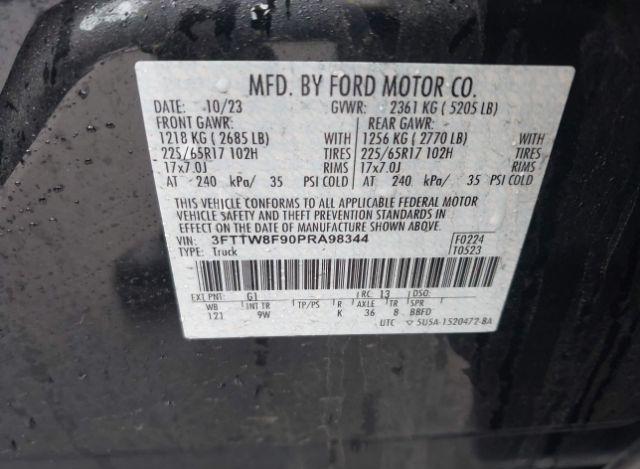 MFD. BY FORD MOTOR CO.
DATE: 10/23 GVWR: 2361 KG ( 5205 LB)
FRONT GAWR: REAR GAWR:
1218 KG ( 2685 LB) WITH 1256 KG ( 2770 LB) WITH
225/65R17 102H TIRES 225/65R17 102H TIRES
17x7.0J RIMS 17x7.0J RIMS
AT 240 kPa/ 35 PSI COLD AT 240 kPa/ 35 PSI COLD
THIS VEHICLE CONFORMS TO ALL APPLICABLE FEDERAL MOTOR
VEHICLE SAFETY AND THEFT PREVENTION STANDARDS IN
EFFECT ON THE DATE OF MANUFACTURE SHOWN ABOVE.
VIN: 3FTTW8F90PRA98344 F0224
TYPE: Truck T0523
EXT PNT: G1 RC: 13 DSO:
WB INT TR TP/PS R AXLE TR SPR
121 9W K 36 8 BBFD
UTC 5U5A-1520472-BA